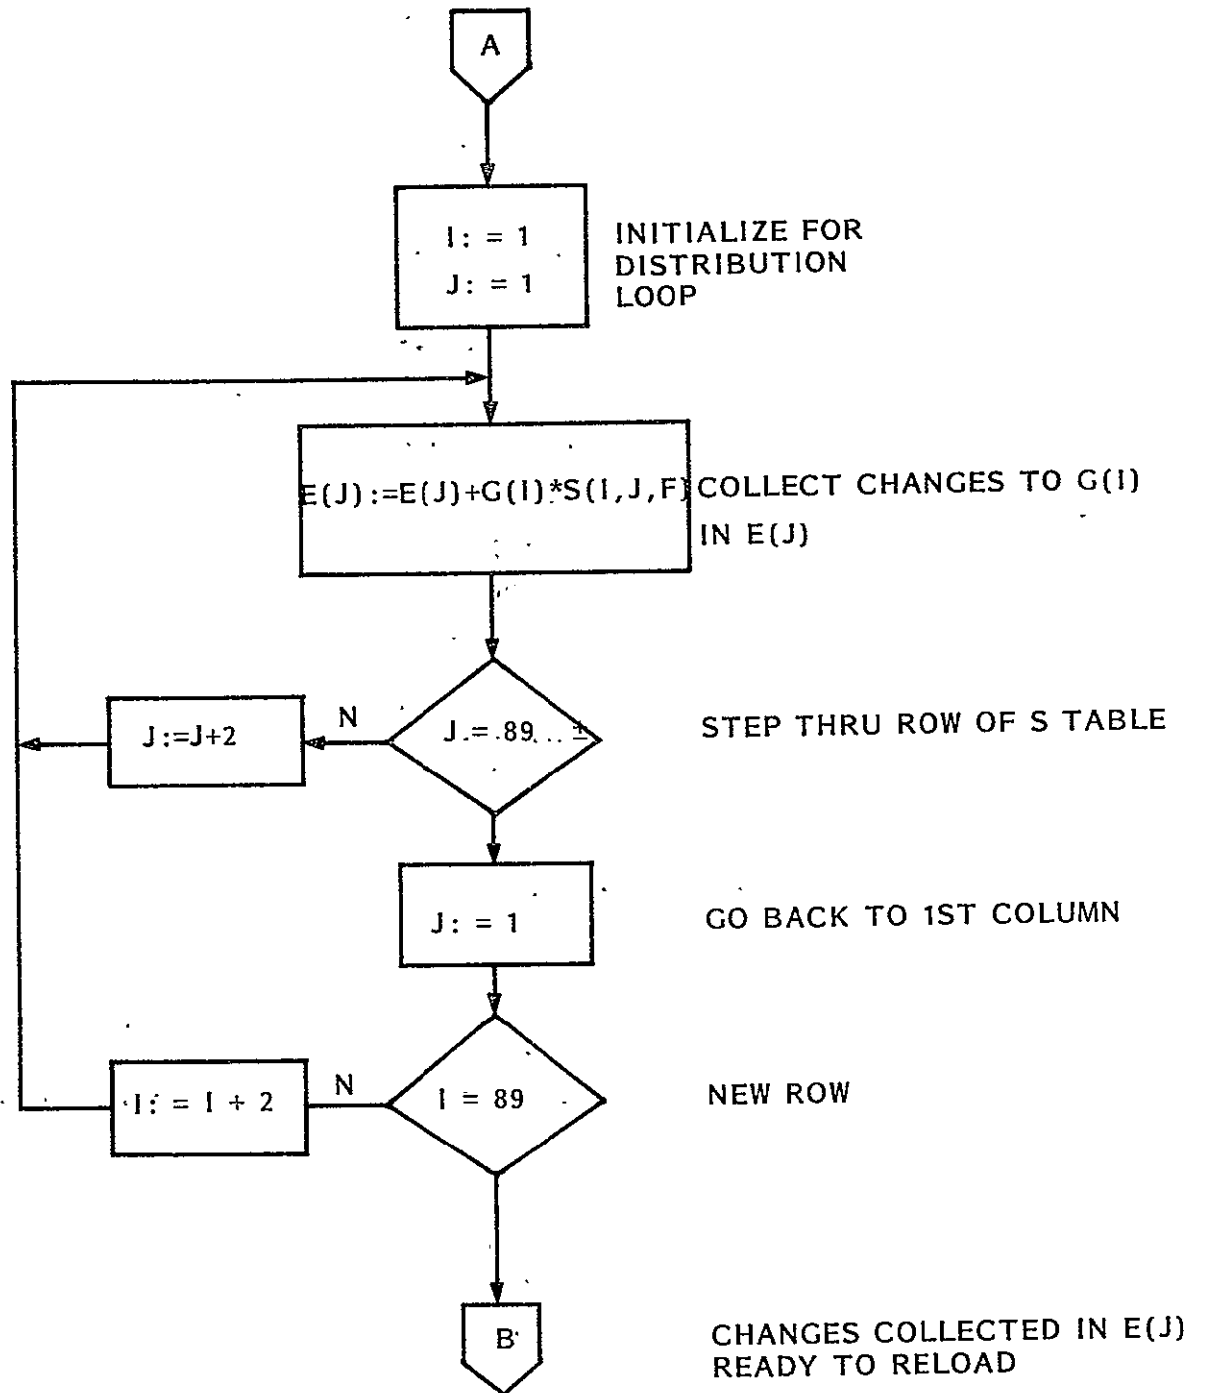 A
I: = 1
J: = 1
INITIALIZE FOR
DISTRIBUTION
LOOP
E(J):=E(J)+G(I)*S(I,J,F)
COLLECT CHANGES TO G(I)
IN E(J)
J:=J+2
N
J = 89
STEP THRU ROW OF S TABLE
J: = 1
GO BACK TO 1ST COLUMN
I: = I + 2
N
I = 89
NEW ROW
B
CHANGES COLLECTED IN E(J)
READY TO RELOAD